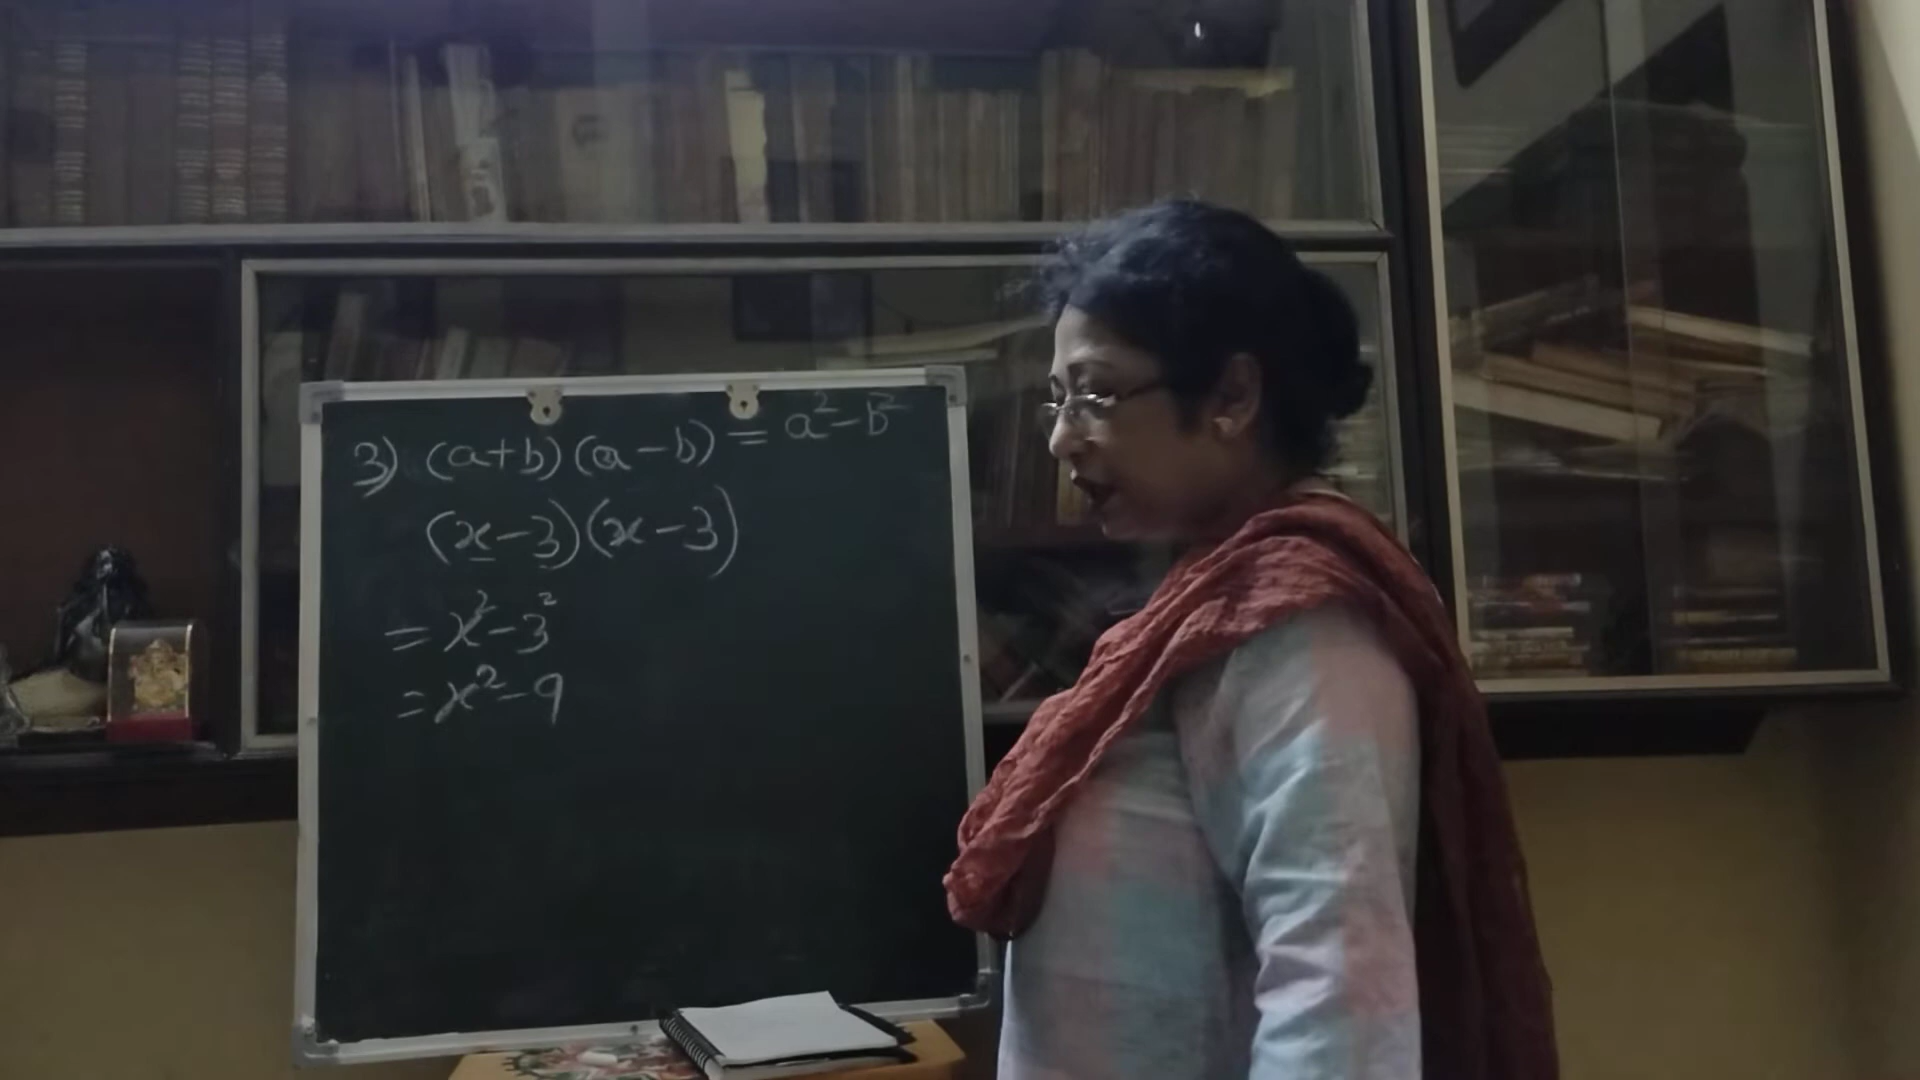 3) (a+b)(a-b) = a²-b²
(x-3)(x-3)
= x²-3²
= x²-9